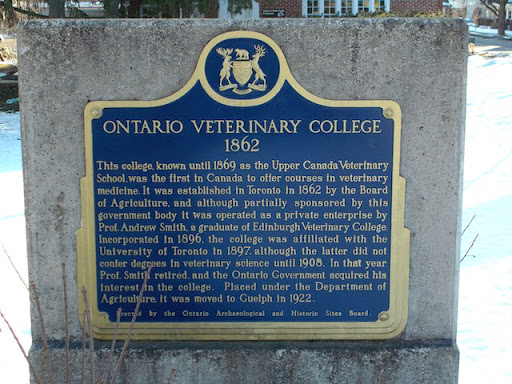 ONTARIO VETERINARY COLLEGE
1862
This college, known until 1869 as the Upper Canada Veterinary
School, was the first in Canada to offer courses in veterinary
medicine. It was established in Toronto in 1862 by the Board
of Agriculture, and although partially sponsored by this
government body it was operated as a private enterprise by
Prof. Andrew Smith, a graduate of Edinburgh Veterinary College.
Incorporated in 1896, the college was affiliated with the
University of Toronto in 1897, although the latter did not
confer degrees in veterinary science until 1908. In that year
Prof. Smith retired, and the Ontario Government acquired his
interest in the college. Placed under the Department of
Agriculture, it was moved to Guelph in 1922.
Erected by the Ontario Archaeological and Historic Sites Board.